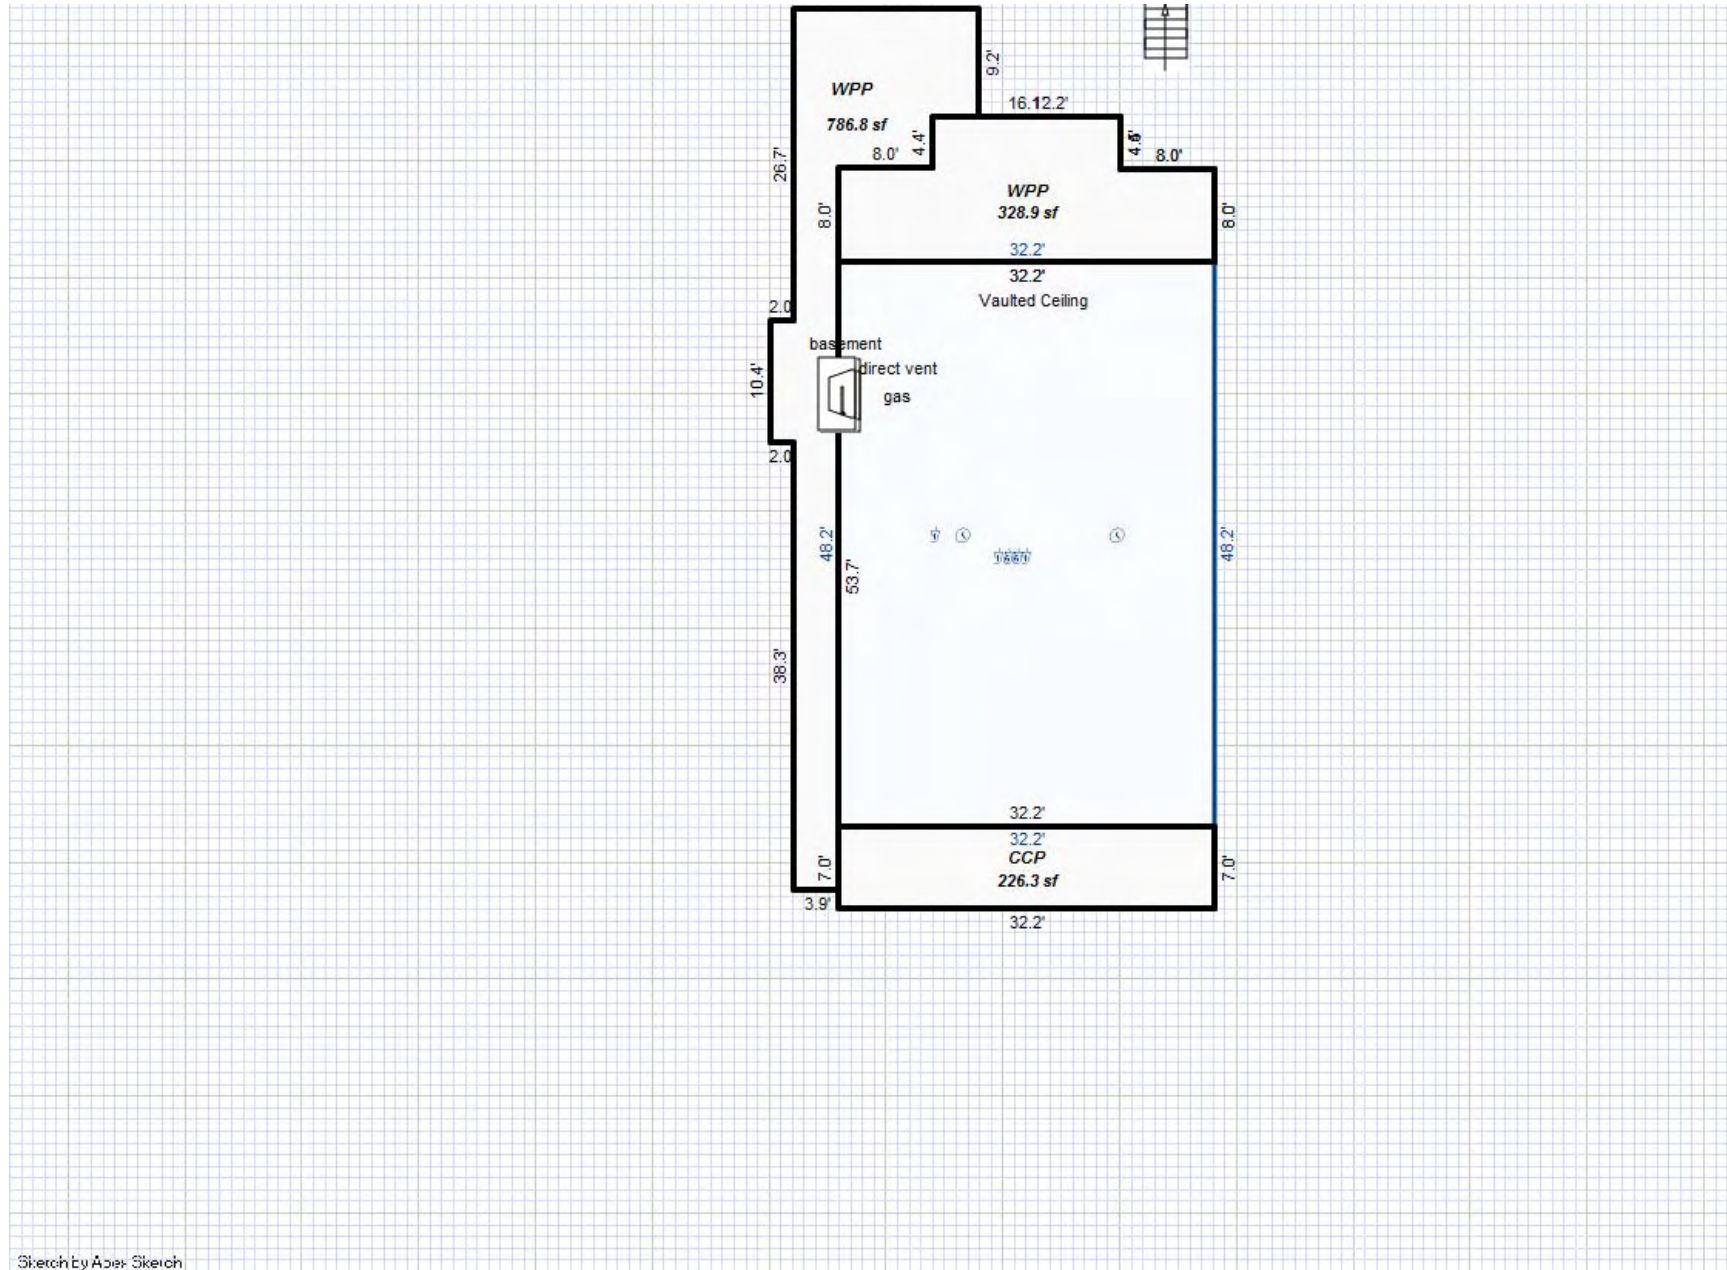 9.2'
WPP
786.8 sf
4.4'
8.0'
8.0'
26.7'
8.0'
WPP
328.9 sf
8.0'
32.2'
32.2'
Vaulted Ceiling
2.0
basement
direct vent
gas
10.4'
2.0
48.2'
53.7'
48.2'
38.3'
32.2'
32.2'
CCP
226.3 sf
7.0'
7.0'
3.9'
32.2'
Sketch by Apex Sketch